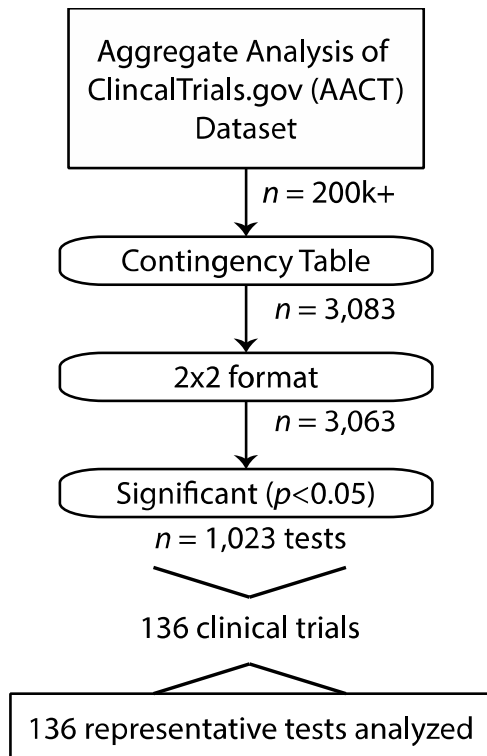 Aggregate Analysis of
ClincalTrials.gov (AACT)
Dataset
n = 200k+
Contingency Table
n = 3,083
2x2 format
n = 3,063
Significant (p<0.05)
n = 1,023 tests
136 clinical trials
136 representative tests analyzed